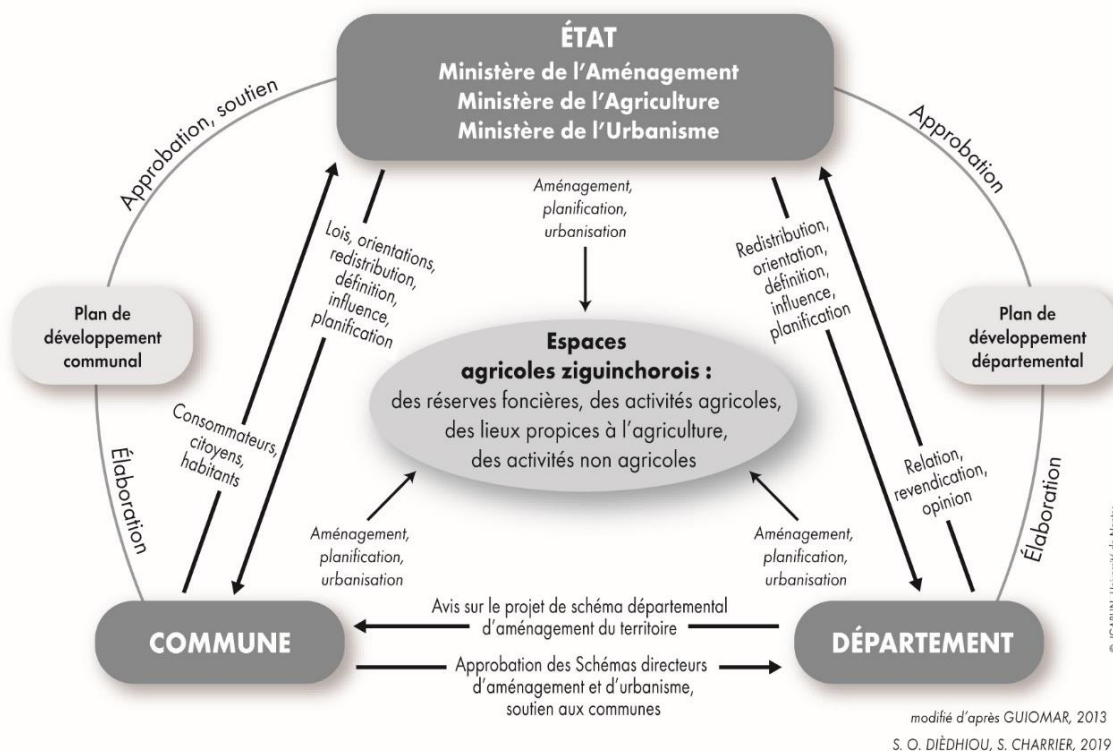 ÉTAT
Ministère de l'Aménagement
Ministère de l'Agriculture
Ministère de l'Urbanisme
Approbation, soutien
Approbation
Aménagement,
planification,
urbanisation
Lois, orientations,
redistribution,
définition,
influence,
planification
Redistribution,
orientation,
définition,
influence,
planification
Plan de
développement
communal
Plan de
développement
départemental
Espaces
agricoles ziguinchorois :
des réserves foncières, des activités agricoles,
des lieux propices à l'agriculture,
des activités non agricoles
Consommateurs,
citoyens,
habitants
Relation,
revendication,
opinion
Élaboration
Élaboration
Aménagement,
planification,
urbanisation
Aménagement,
planification,
urbanisation
COMMUNE
Avis sur le projet de schéma départemental
d'aménagement du territoire
DÉPARTEMENT
Approbation des Schémas directeurs
d'aménagement et d'urbanisme,
soutien aux communes
modifié d'après GUIOMAR, 2013
S. O. DIÈDHIOU, S. CHARRIER, 2019